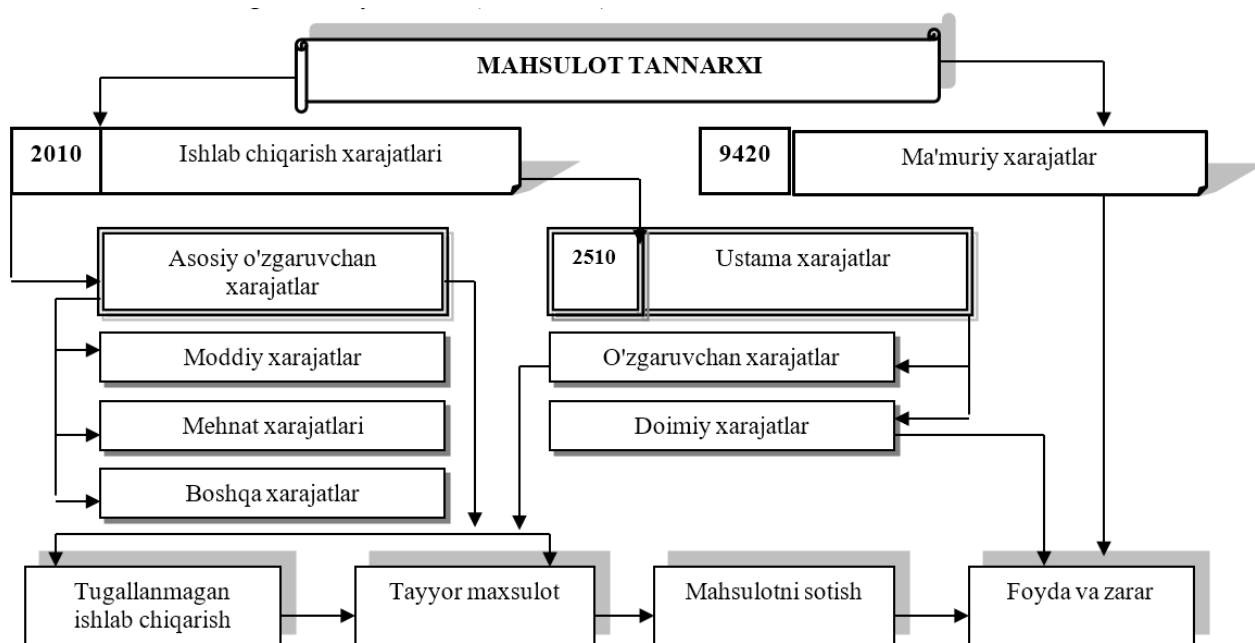 MAHSULOT TANNARXI
2010
Ishlab chiqarish xarajatlari
9420
Ma'muriy xarajatlar
Asosiy o'zgaruvchan
xarajatlar
2510
Ustama xarajatlar
Moddiy xarajatlar
O'zgaruvchan xarajatlar
Mehnat xarajatlari
Doimiy xarajatlar
Boshqa xarajatlar
Tugallanmagan
ishlab chiqarish
Tayyor maxsulot
Mahsulotni sotish
Foyda va zarar